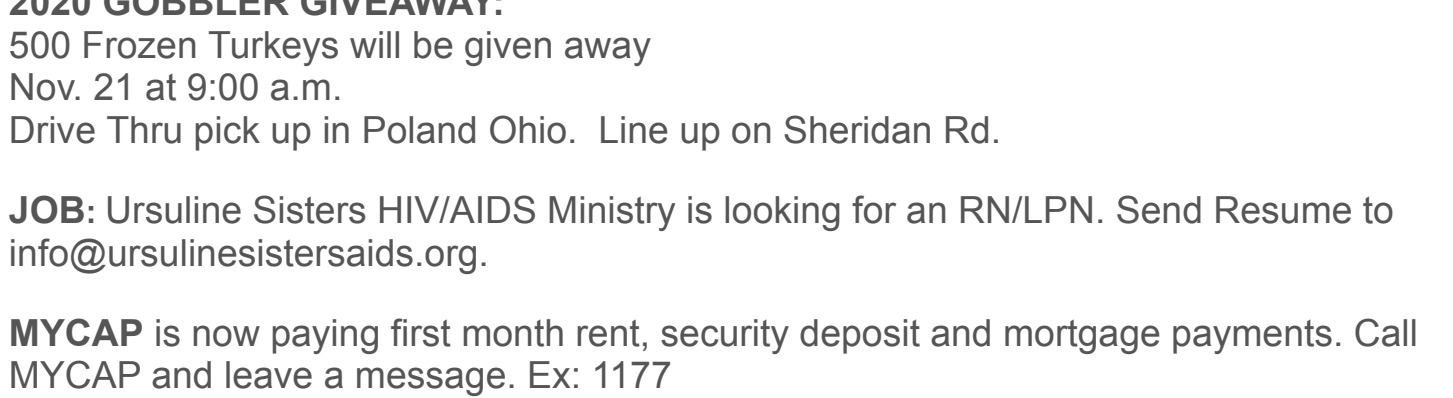 2020 GOBBLER GIVEAWAY:
500 Frozen Turkeys will be given away
Nov. 21 at 9:00 a.m.
Drive Thru pick up in Poland Ohio.  Line up on Sheridan Rd.
JOB: Ursuline Sisters HIV/AIDS Ministry is looking for an RN/LPN. Send Resume to
info@ursulinesistersaids.org.
MYCAP is now paying first month rent, security deposit and mortgage payments. Call
MYCAP and leave a message. Ex: 1177